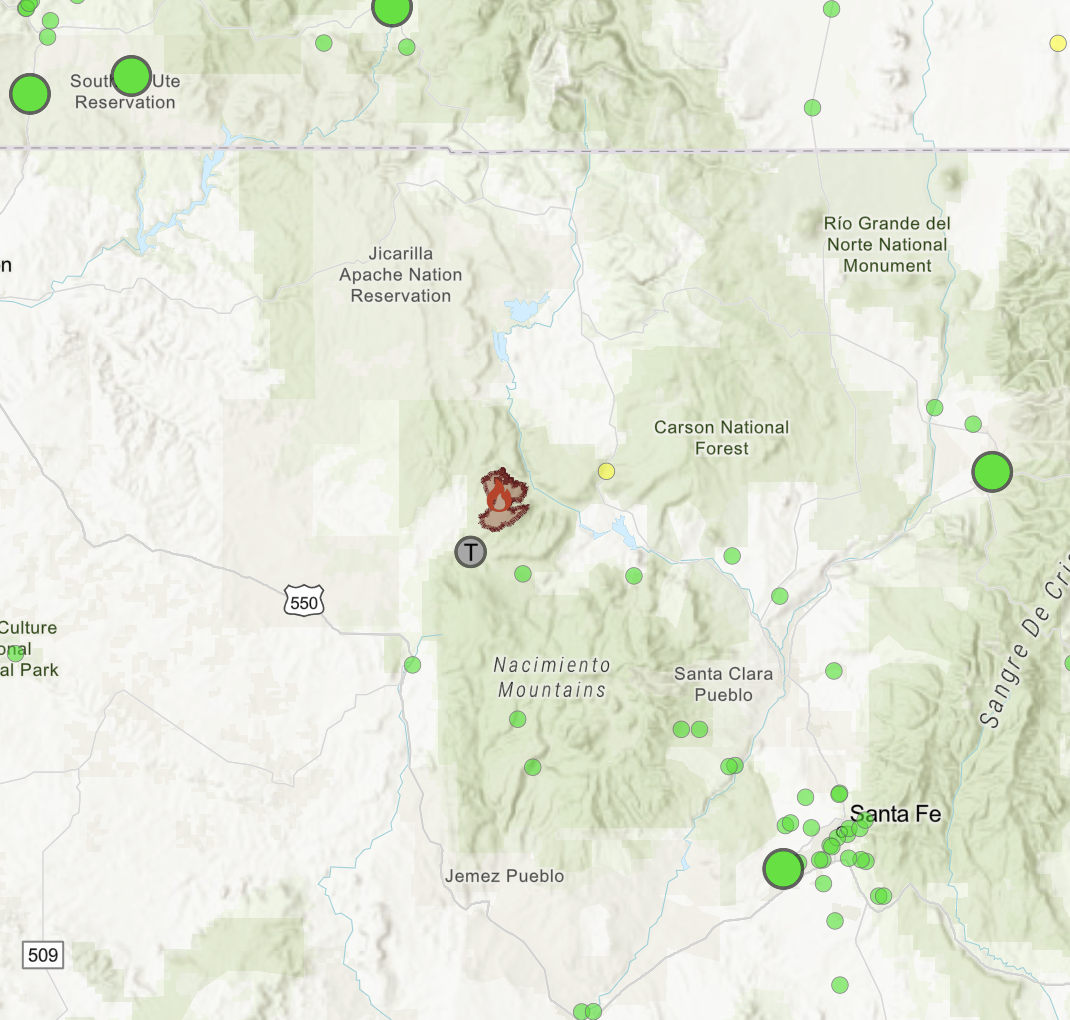 South Ute
Reservation
Río Grande del
Norte National
Monument
Jicarilla
Apache Nation
Reservation
n
Carson National
Forest
T
550
Culture
onal
al Park
Nacimiento
Mountains
Santa Clara
Pueblo
Sangre De Cris
Santa Fe
Jemez Pueblo
509